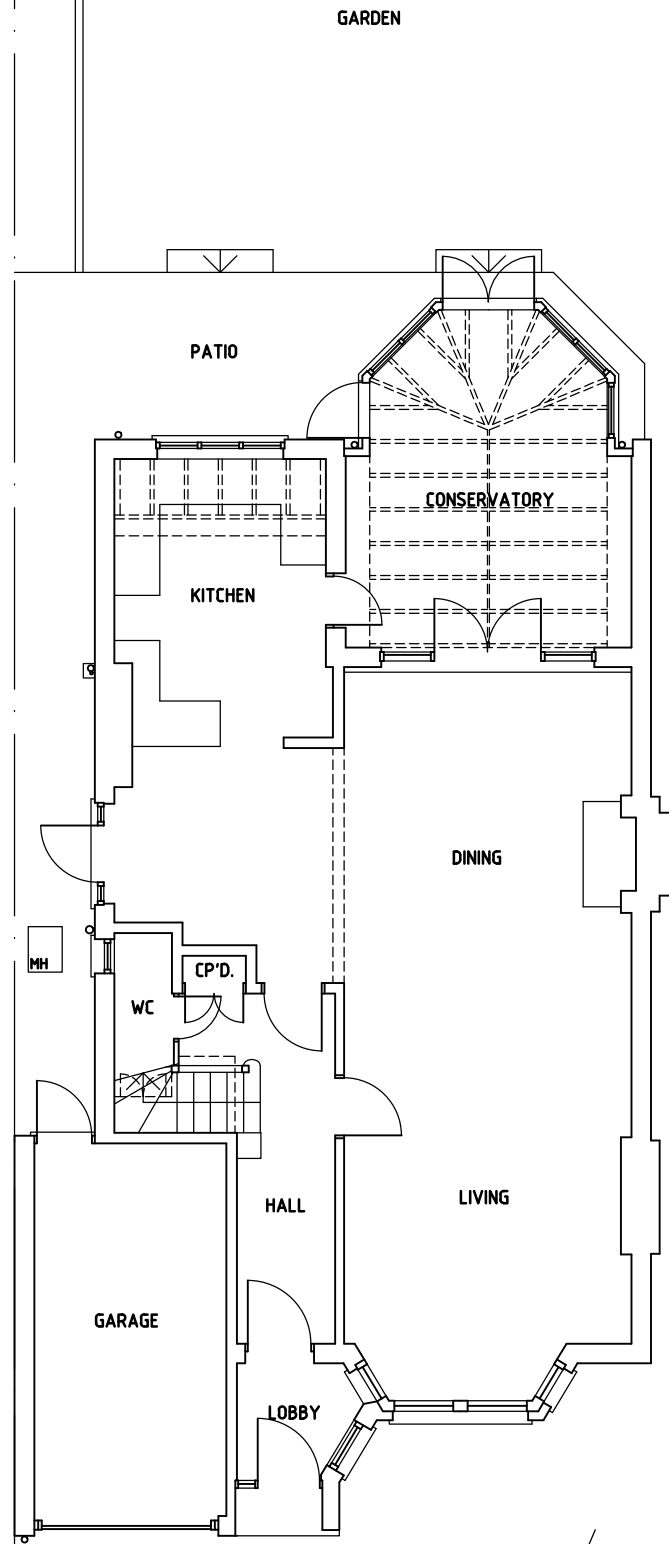 GARDEN
PATIO
CONSERVATORY
KITCHEN
DINING
MH
CP'D.
WC
LIVING
HALL
GARAGE
LOBBY